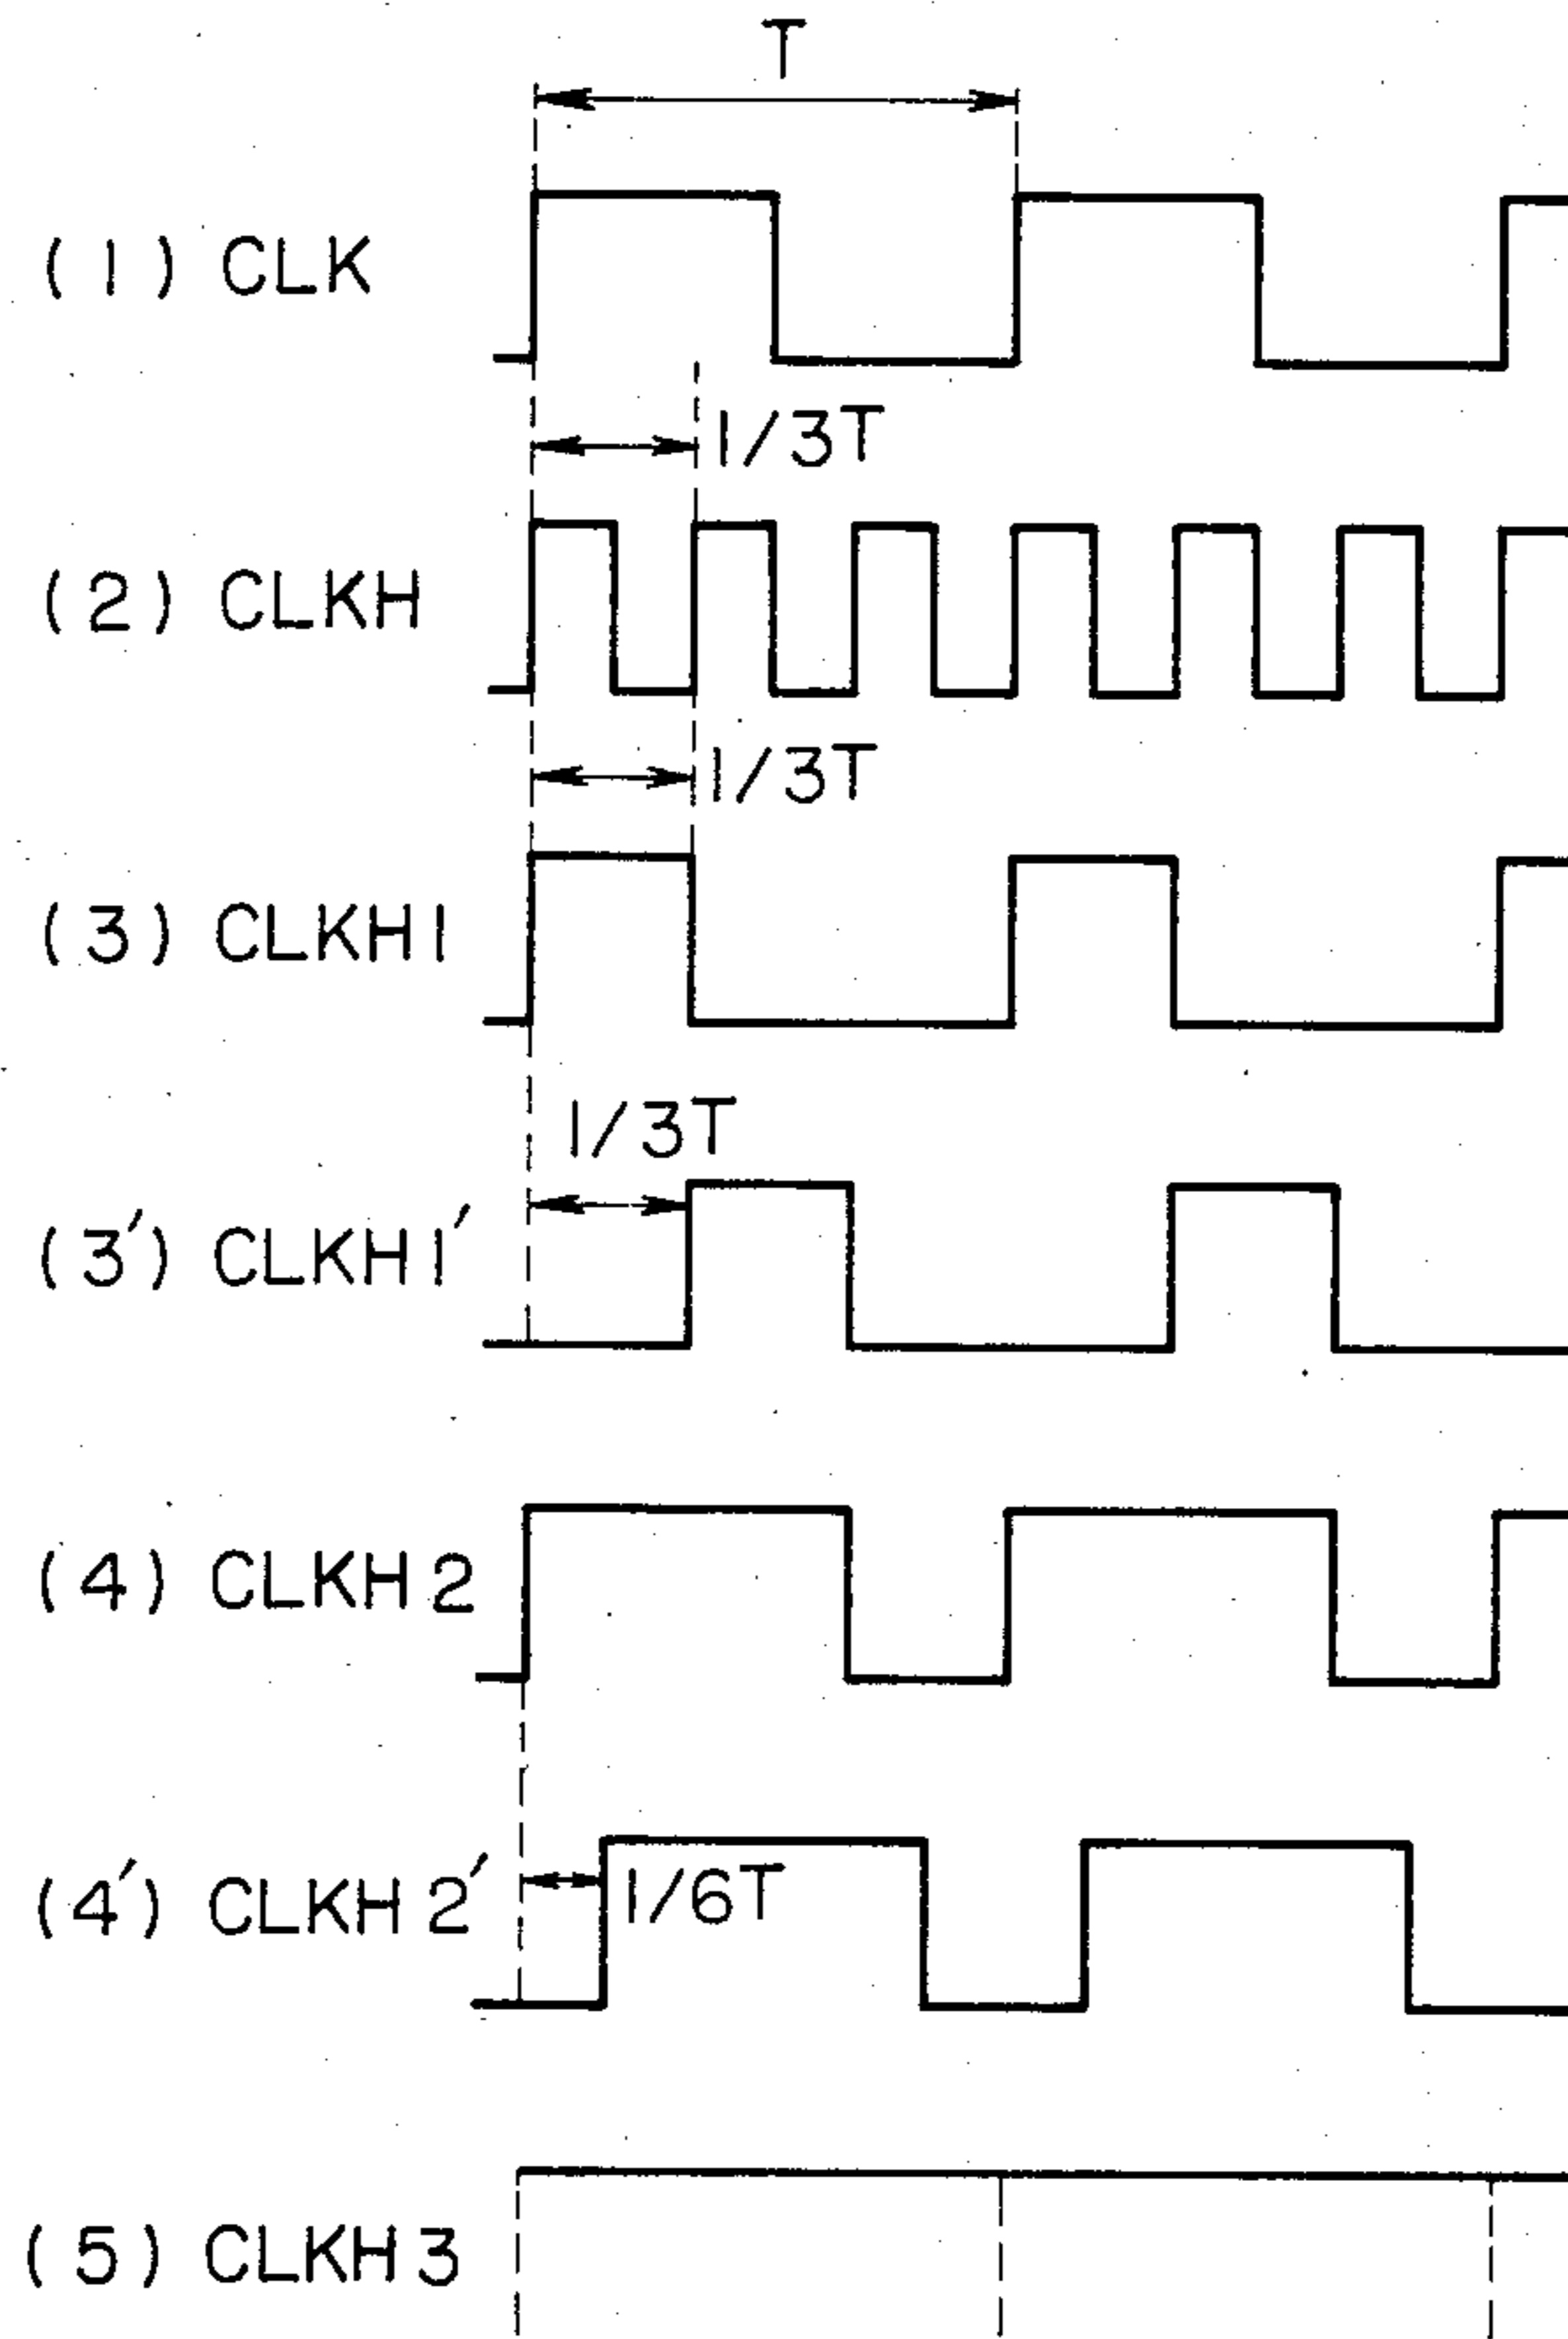 T
(1) CLK
1/3T
(2) CLKH
1/3T
(3) CLKH1
1/3T
(3') CLKH1'
(4) CLKH2
(4') CLKH2'
1/6T
(5) CLKH3